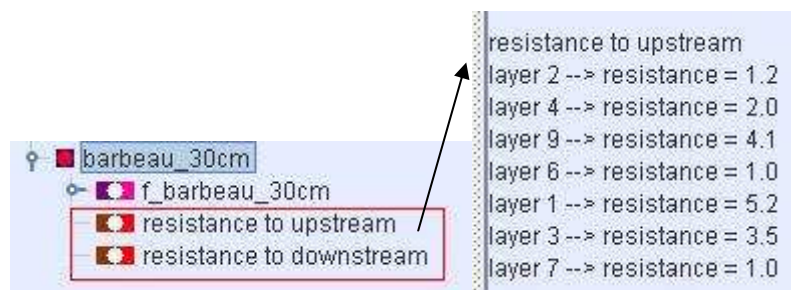 barbeau_30cm
f_barbeau_30cm
resistance to upstream
resistance to downstream
resistance to upstream
layer 2 --> resistance = 1.2
layer 4 --> resistance = 2.0
layer 9 --> resistance = 4.1
layer 6 --> resistance = 1.0
layer 1 --> resistance = 5.2
layer 3 --> resistance = 3.5
layer 7 --> resistance = 1.0